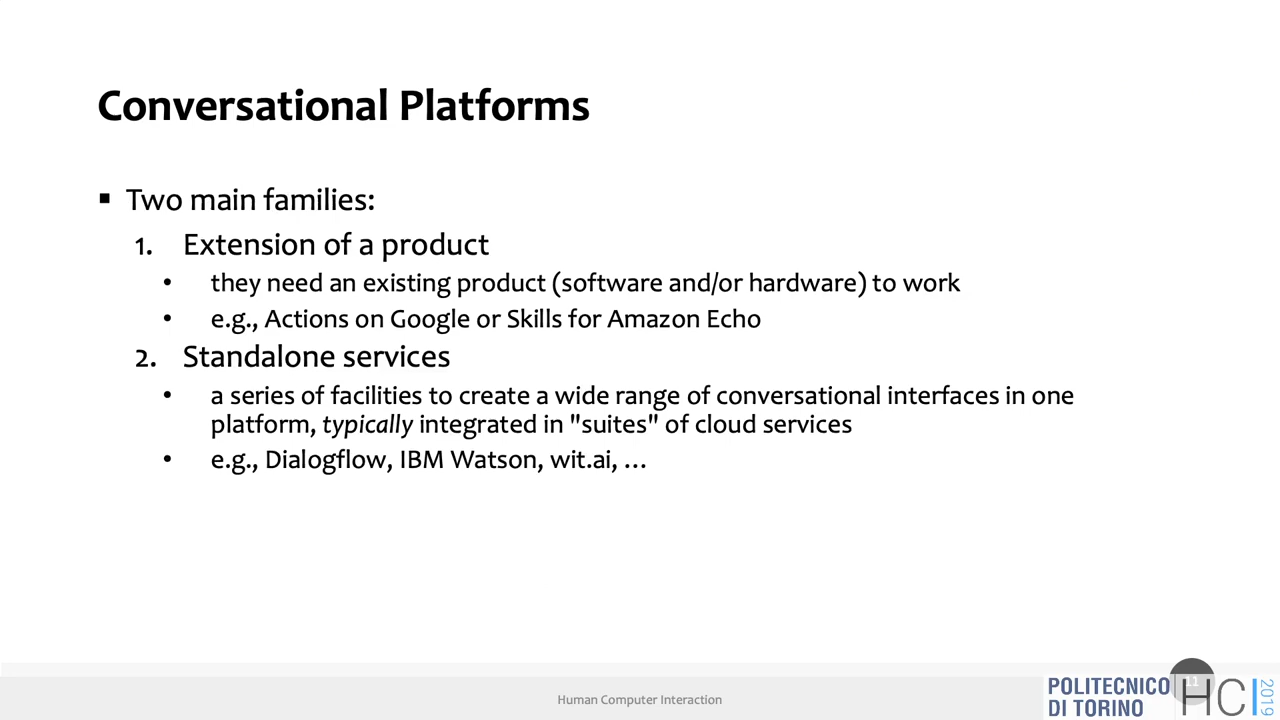 Conversational Platforms
▪ Two main families:
1. Extension of a product
• they need an existing product (software and/or hardware) to work
• e.g., Actions on Google or Skills for Amazon Echo
2. Standalone services
• a series of facilities to create a wide range of conversational interfaces in one
platform, typically integrated in "suites" of cloud services
• e.g., Dialogflow, IBM Watson, wit.ai, …
Human Computer Interaction
POLITECNICO
DI TORINO
11
HCI
2019